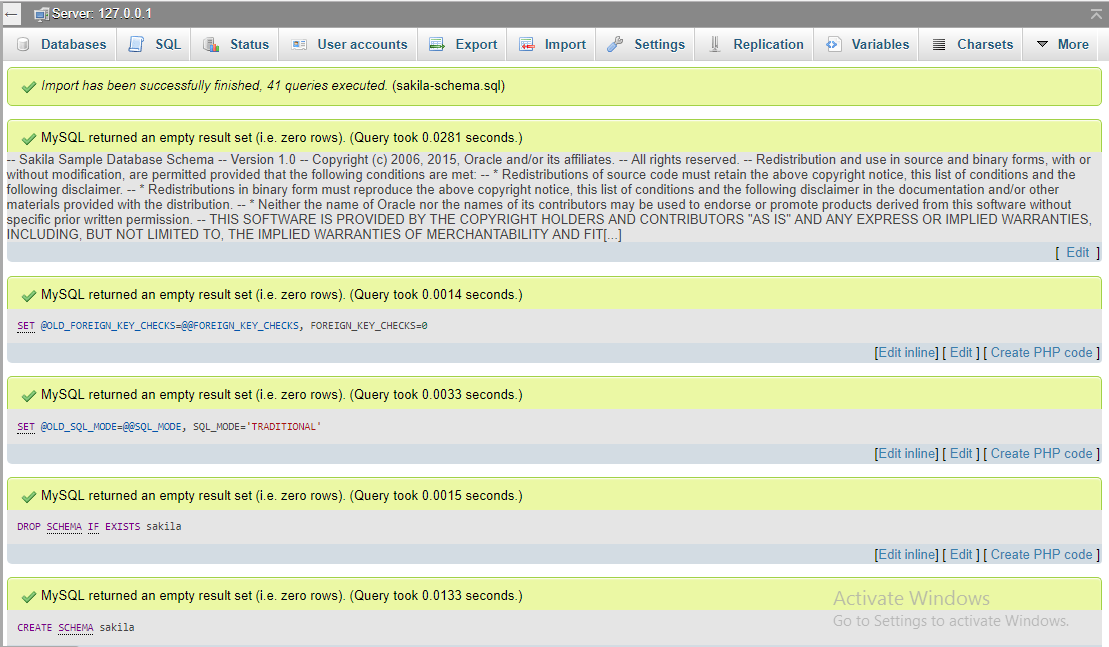 Server: 127.0.0.1
Databases SQL Status User accounts Export Import Settings Replication Variables Charsets More
Import has been successfully finished, 41 queries executed. (sakila-schema.sql)
MySQL returned an empty result set (i.e. zero rows). (Query took 0.0281 seconds.)
-- Sakila Sample Database Schema -- Version 1.0 -- Copyright (c) 2006, 2015, Oracle and/or its affiliates. -- All rights reserved. -- Redistribution and use in source and binary forms, with or
without modification, are permitted provided that the following conditions are met: -- * Redistributions of source code must retain the above copyright notice, this list of conditions and the
following disclaimer. -- * Redistributions in binary form must reproduce the above copyright notice, this list of conditions and the following disclaimer in the documentation and/or other
materials provided with the distribution. -- * Neither the name of Oracle nor the names of its contributors may be used to endorse or promote products derived from this software without
specific prior written permission. -- THIS SOFTWARE IS PROVIDED BY THE COPYRIGHT HOLDERS AND CONTRIBUTORS "AS IS" AND ANY EXPRESS OR IMPLIED WARRANTIES,
INCLUDING, BUT NOT LIMITED TO, THE IMPLIED WARRANTIES OF MERCHANTABILITY AND FIT[...]
[ Edit ]
MySQL returned an empty result set (i.e. zero rows). (Query took 0.0014 seconds.)
SET @OLD_FOREIGN_KEY_CHECKS=@@FOREIGN_KEY_CHECKS, FOREIGN_KEY_CHECKS=0
[Edit inline] [ Edit ] [ Create PHP code ]
MySQL returned an empty result set (i.e. zero rows). (Query took 0.0033 seconds.)
SET @OLD_SQL_MODE=@@SQL_MODE, SQL_MODE='TRADITIONAL'
[Edit inline] [ Edit ] [ Create PHP code ]
MySQL returned an empty result set (i.e. zero rows). (Query took 0.0015 seconds.)
DROP SCHEMA IF EXISTS sakila
[Edit inline] [ Edit ] [ Create PHP code ]
MySQL returned an empty result set (i.e. zero rows). (Query took 0.0133 seconds.)
CREATE SCHEMA sakila
Activate Windows
Go to Settings to activate Windows.